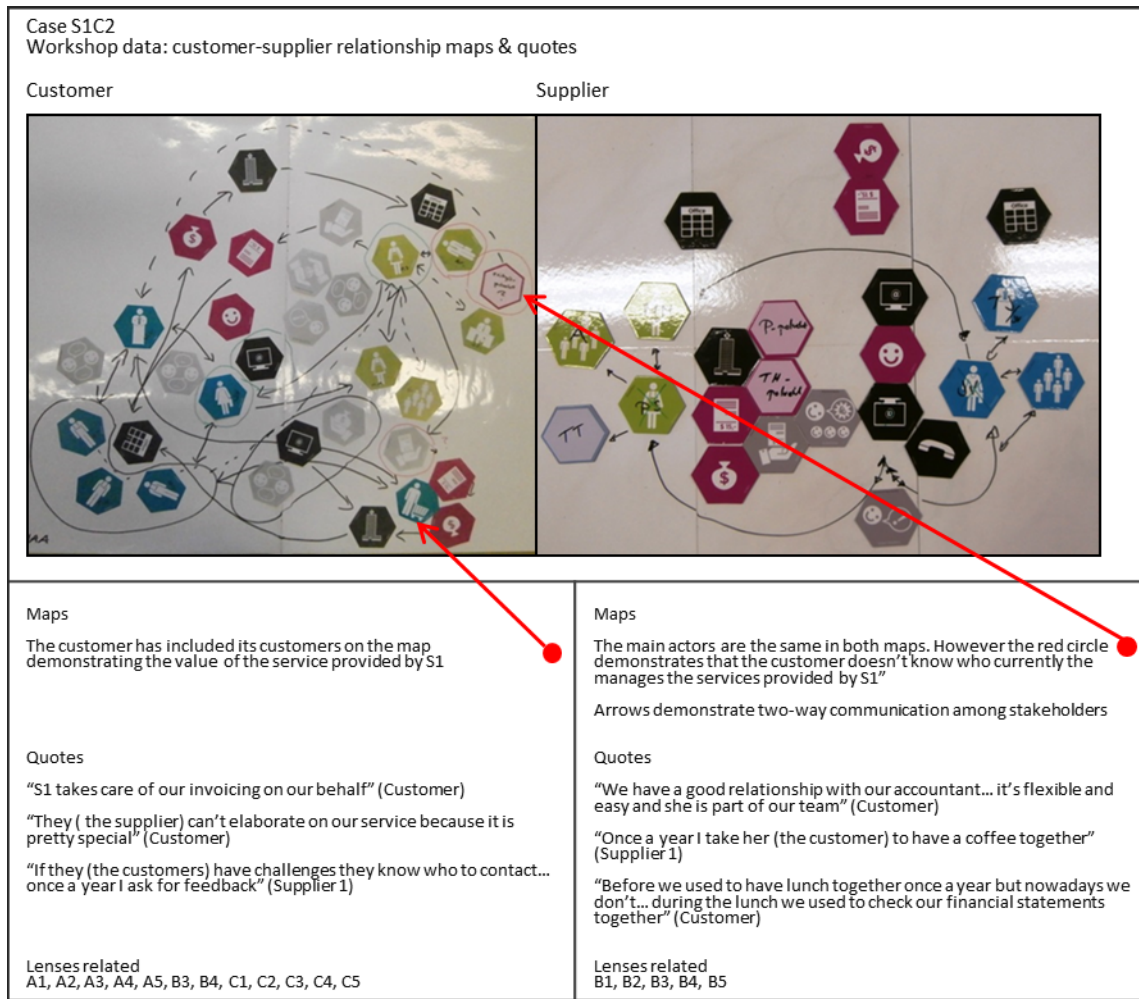 Case S1C2
Workshop data: customer-supplier relationship maps & quotes
Customer
Supplier
Office
Office
A
P-palvelut
TH-
palvelut
TT
Maps
The customer has included its customers on the map
demonstrating the value of the service provided by S1
Quotes
“S1 takes care of our invoicing on our behalf” (Customer)
“They ( the supplier) can’t elaborate on our service because it is
pretty special” (Customer)
“If they (the customers) have challenges they know who to contact…
once a year I ask for feedback” (Supplier 1)
Lenses related
A1, A2, A3, A4, A5, B3, B4, C1, C2, C3, C4, C5
Maps
The main actors are the same in both maps. However the red circle
demonstrates that the customer doesn’t know who currently the
manages the services provided by S1”
Arrows demonstrate two-way communication among stakeholders
Quotes
“We have a good relationship with our accountant… it’s flexible and
easy and she is part of our team” (Customer)
“Once a year I take her (the customer) to have a coffee together”
(Supplier 1)
“Before we used to have lunch together once a year but nowadays we
don’t… during the lunch we used to check our financial statements
together” (Customer)
Lenses related
B1, B2, B3, B4, B5